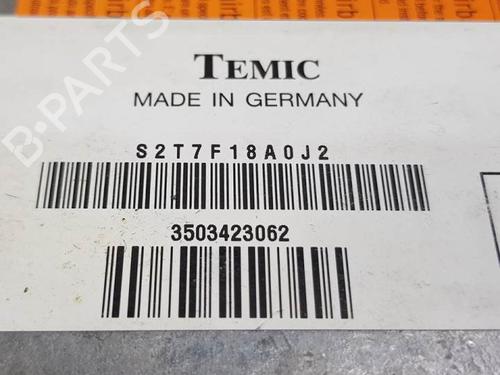 TEMIC
MADE IN GERMANY
S2T7F18A0J2
3503423062
B-PARTS